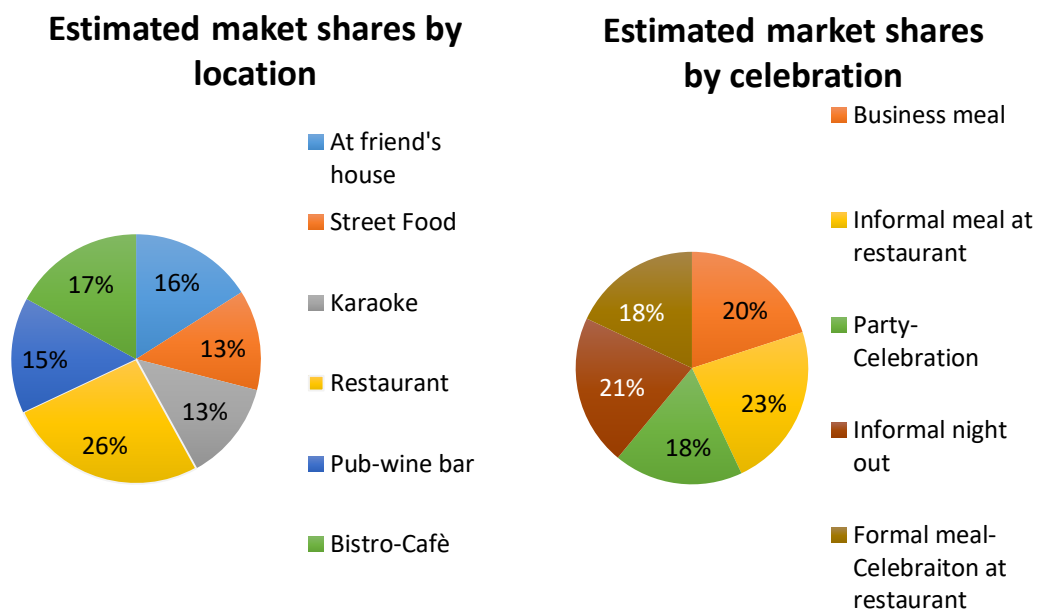 Estimated maket shares by
location
At friend's
house
Street Food
Karaoke
Restaurant
Pub-wine bar
Bistro-Cafè
16%
13%
13%
26%
15%
17%
Estimated market shares
by celebration
Business meal
Informal meal at
restaurant
Party-
Celebration
Informal night
out
Formal meal-
Celebraiton at
restaurant
20%
23%
18%
21%
18%